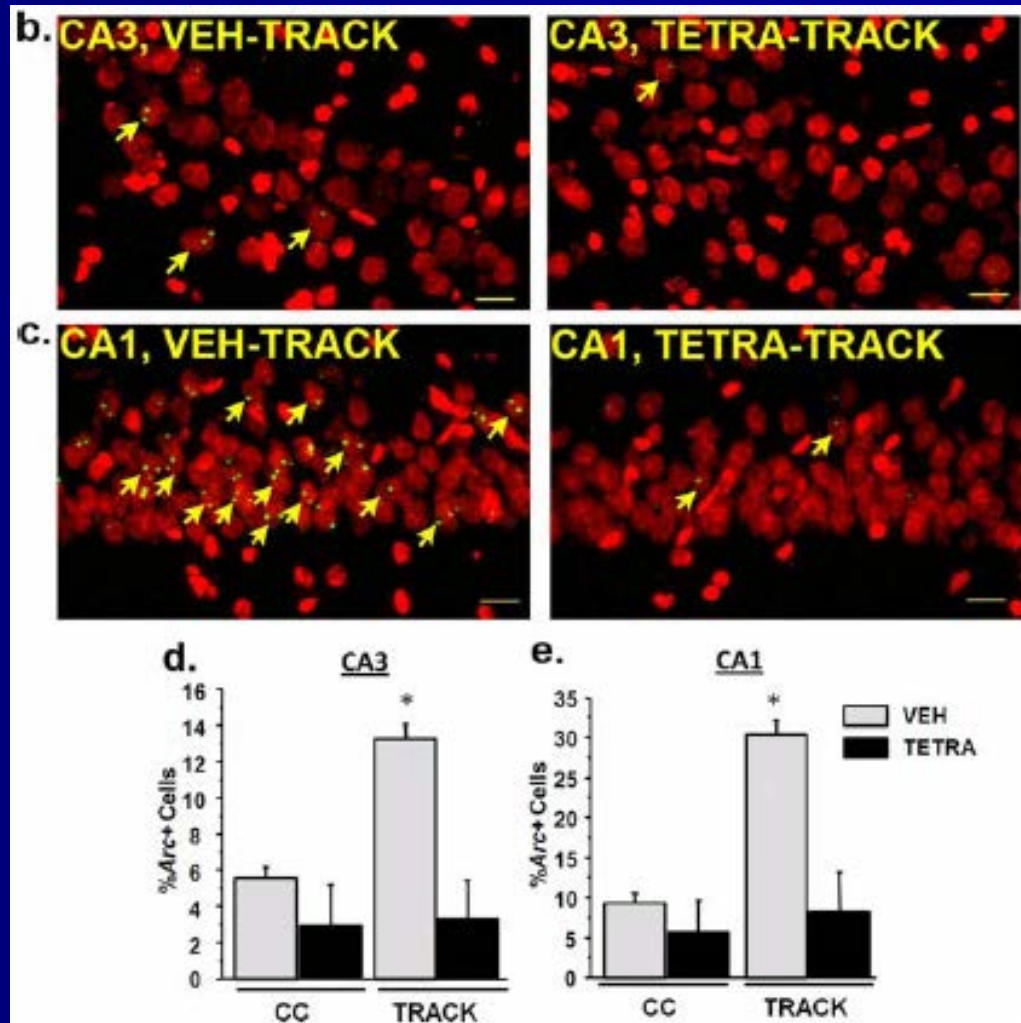 b. CA3, VEH-TRACK
CA3, TETRA-TRACK
c. CA1, VEH-TRACK
CA1, TETRA-TRACK
d. CA3
16
14
12
10
8
6
4
2
0
%Arc+ Cells
*
CC TRACK
e. CA1
35
30
25
20
15
10
5
0
%Arc+ Cells
*
CC TRACK
VEH
TETRA